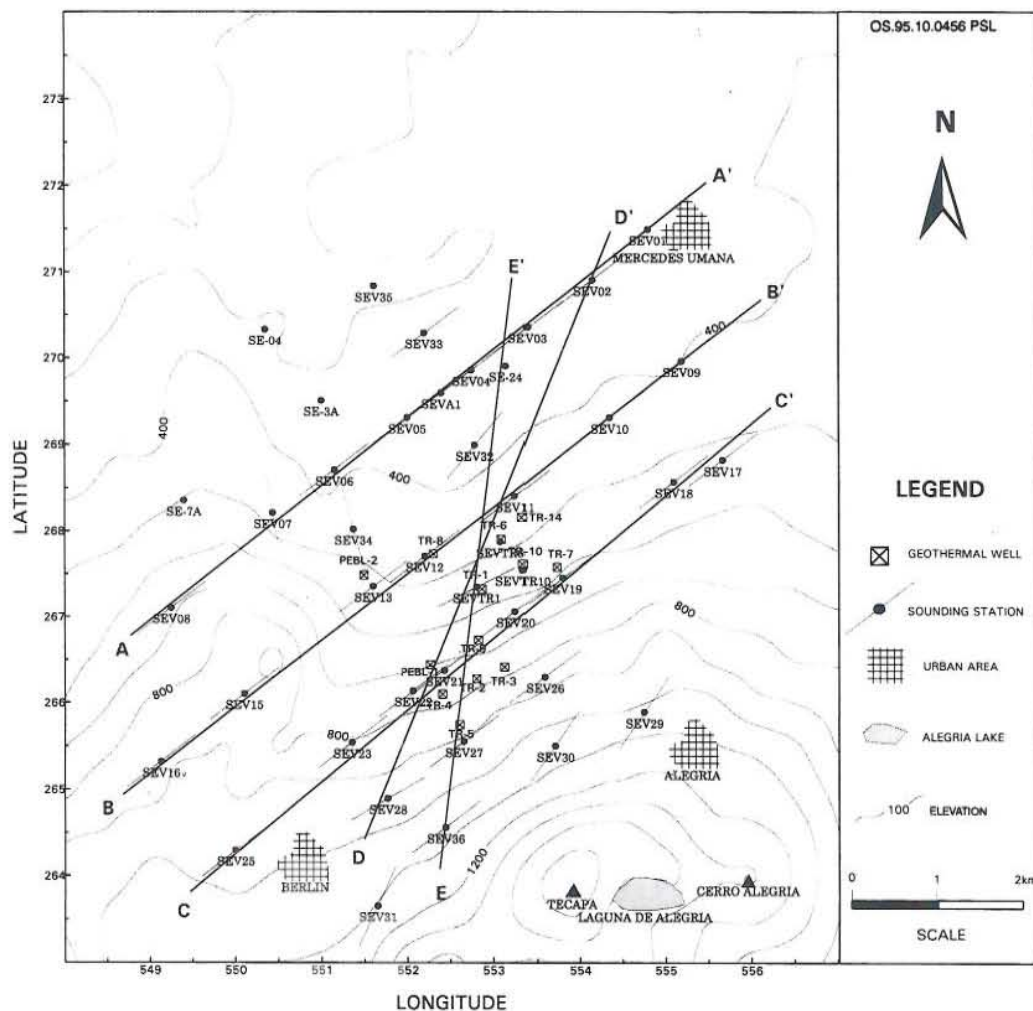 OS.95.10.0456 PSL
N
273
272
271
270
269
268
267
266
265
264
LATITUDE
549
550
551
552
553
554
555
556
LONGITUDE
A'
D'
SEV01
MERCEDES UMANA
E'
SEV02
SEV35
B'
SE-04
SEV33
SEV03
400
SEV04
SE-24
SEV09
SEVA1
SE-3A
C'
SEV05
SEV10
400
SEV32
SEV17
SEV06
400
SEV18
SE-7A
SEV07
SEV11
TR-14
SEV34
TR-6
TR-8
TR-10
TR-7
PEBL-2
SEV12
TR-1
SEVTR10
SEV13
SEVTR1
SEV19
SEV08
SEV20
800
A
TR-9
PEBL-1
SEV21
TR-2
TR-3
SEV26
800
SEV22
TR-4
SEV15
SEV29
800
TR-5
SEV23
SEV27
SEV30
SEV16
ALEGRIA
B
SEV28
SEV36
D
SEV25
1200
BERLIN
E
C
SEV31
TECAPA
CERRO ALEGRIA
LAGUNA DE ALEGRIA
LEGEND
GEOTHERMAL WELL
SOUNDING STATION
URBAN AREA
ALEGRIA LAKE
100
ELEVATION
0
1
2km
SCALE